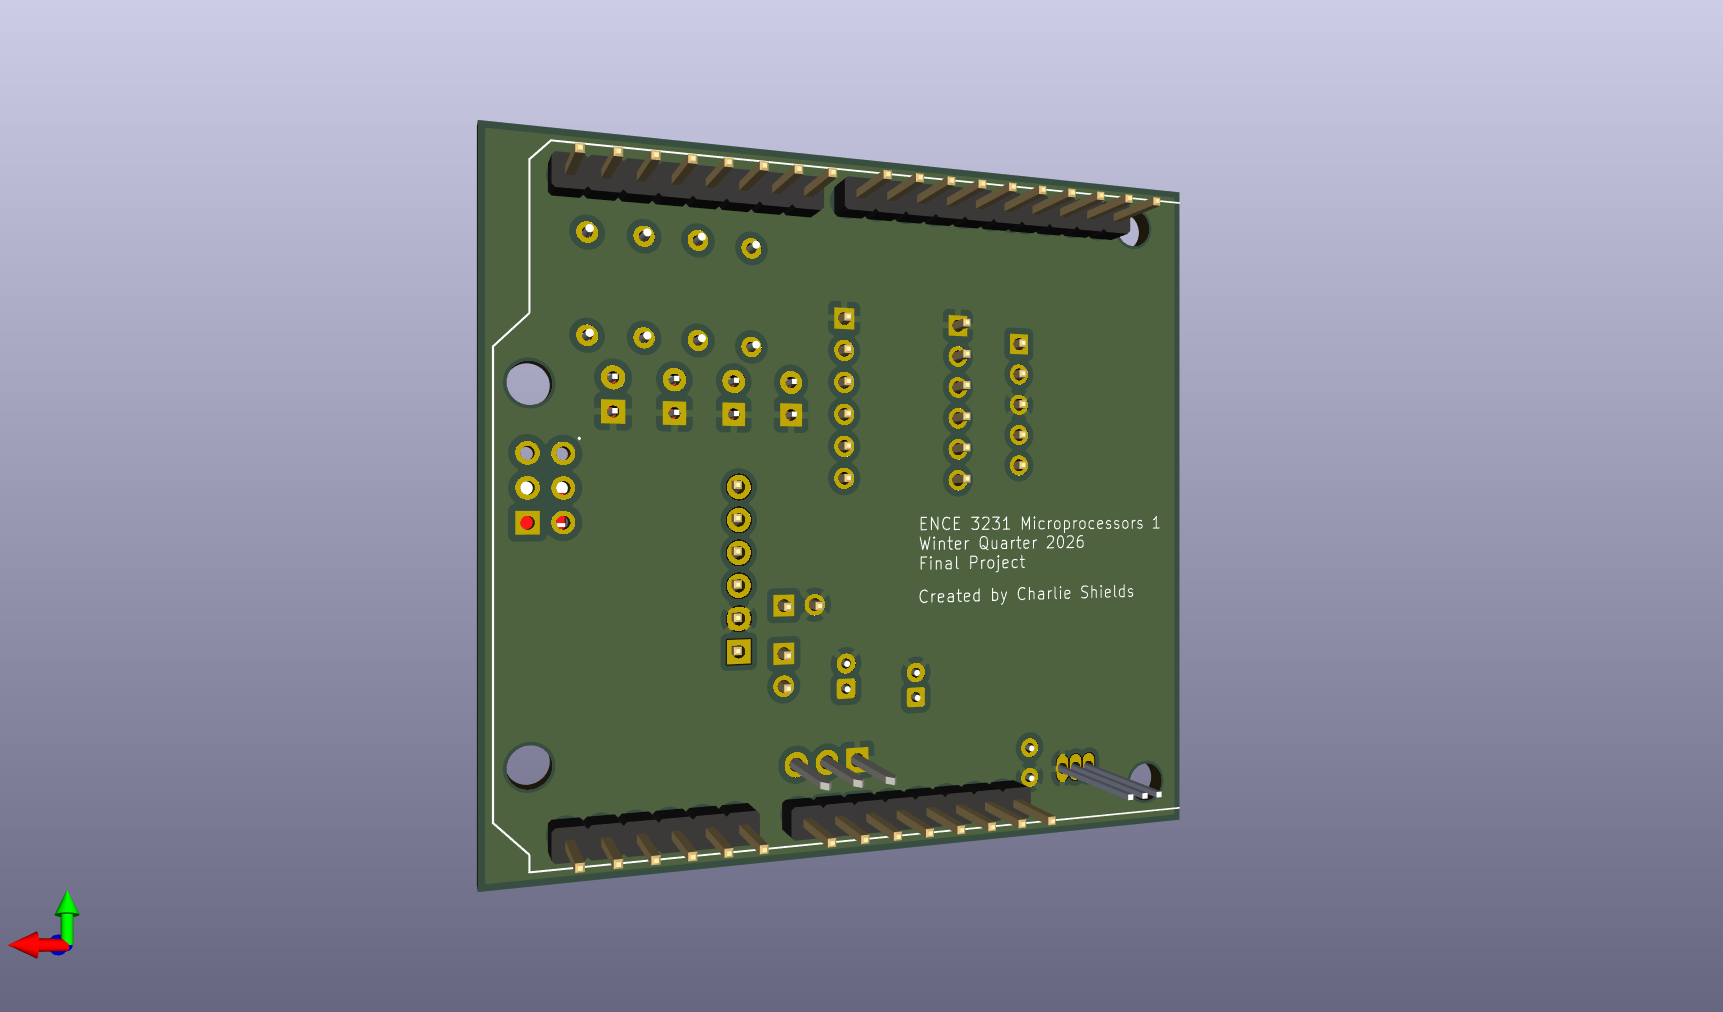 ENCE 3231 Microprocessors 1
Winter Quarter 2026
Final Project
Created by Charlie Shields